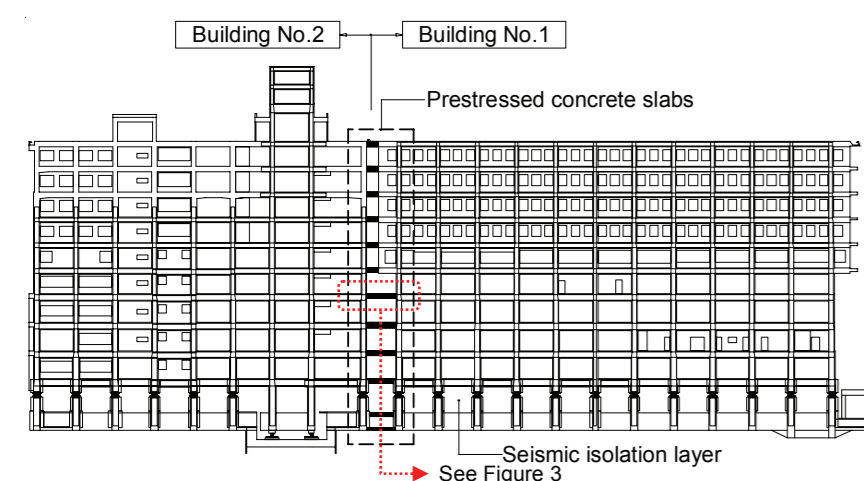 Building No.2
Building No.1
Prestressed concrete slabs
Seismic isolation layer
See Figure 3